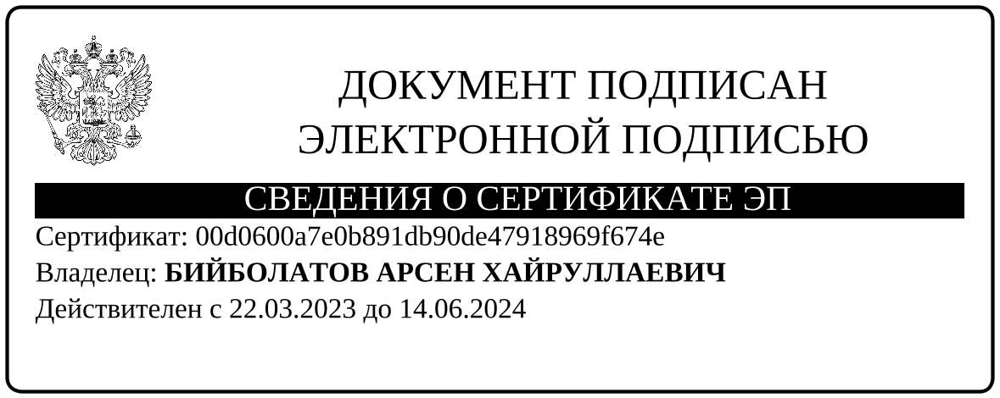 ДОКУМЕНТ ПОДПИСАН
ЭЛЕКТРОННОЙ ПОДПИСЬЮ
СВЕДЕНИЯ О СЕРТИФИКАТЕ ЭП
Сертификат: 00d0600a7e0b891db90de47918969f674e
Владелец: БИЙБОЛАТОВ АРСЕН ХАЙРУЛЛАЕВИЧ
Действителен с 22.03.2023 до 14.06.2024